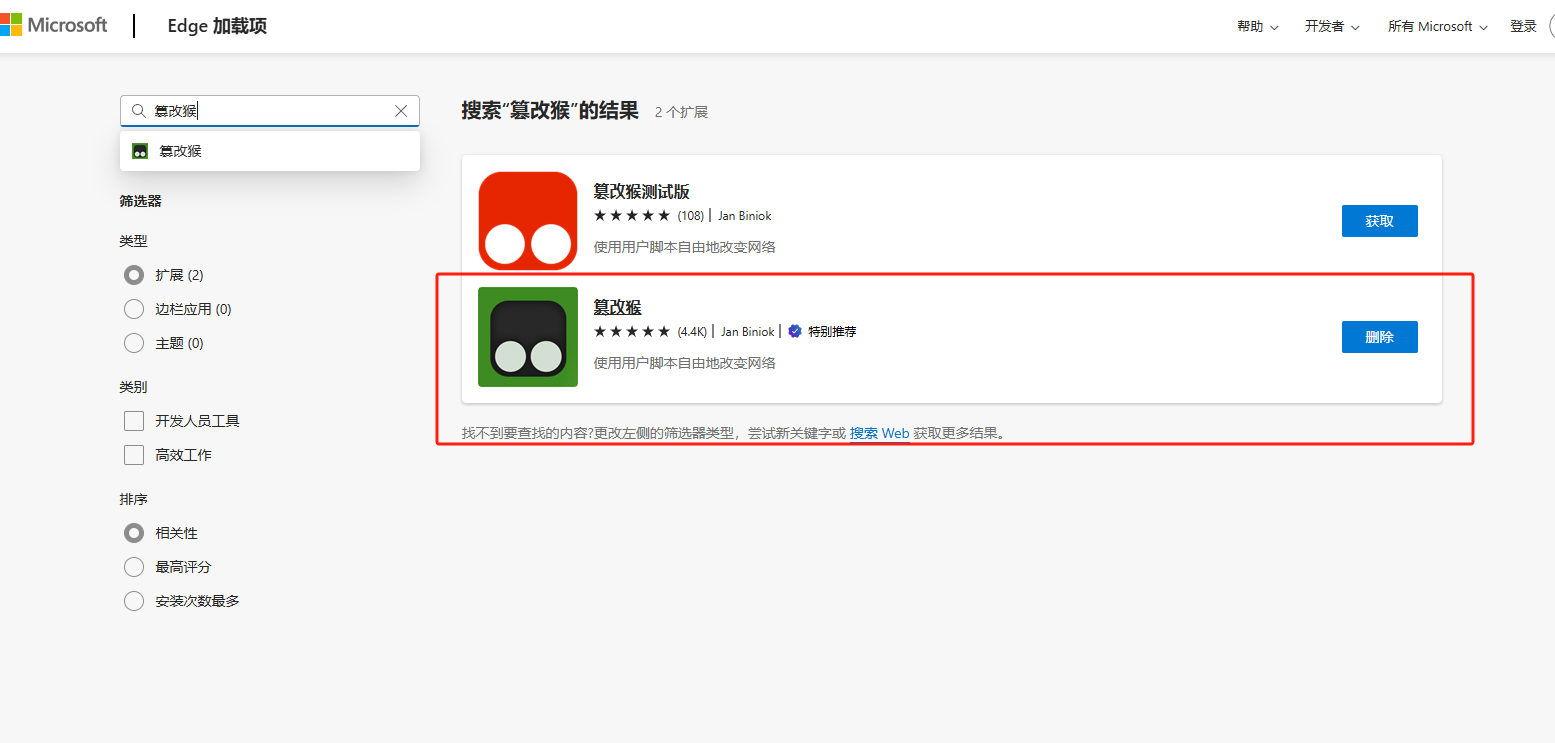 Microsoft
Edge 加载项
帮助
开发者
所有 Microsoft
登录
篡改猴
篡改猴
筛选器
类型
扩展 (2)
边栏应用 (0)
主题 (0)
类别
开发人员工具
高效工作
排序
相关性
最高评分
安装次数最多
搜索“篡改猴”的结果
2 个扩展
篡改猴测试版
(108) | Jan Biniok
使用用户脚本自由地改变网络
获取
篡改猴
(4.4K) | Jan Biniok | 特别推荐
使用用户脚本自由地改变网络
删除
找不到要查找的内容?更改左侧的筛选器类型，尝试新关键字或 搜索 Web 获取更多结果。